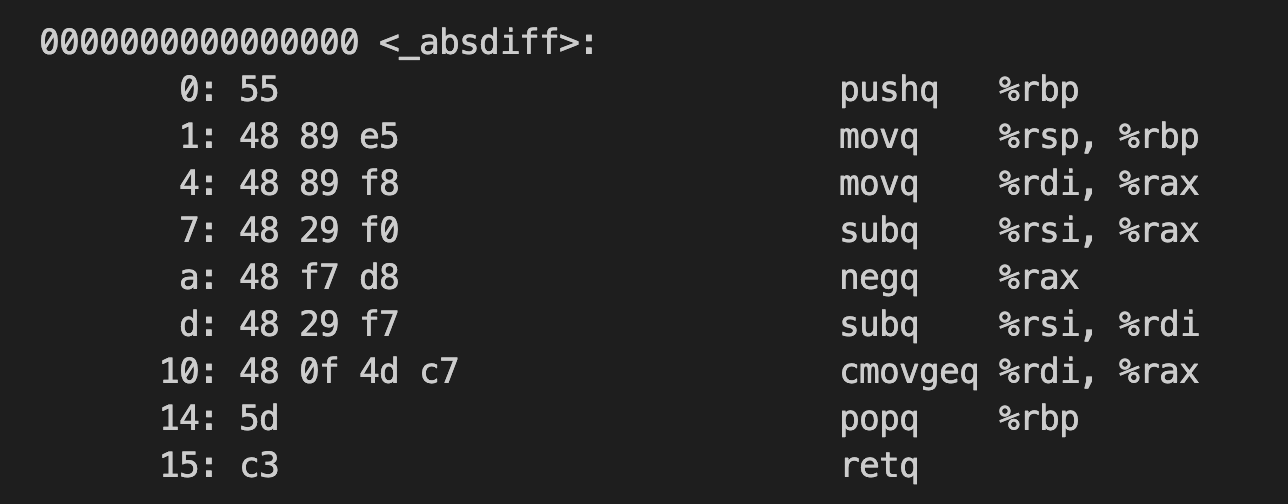 0000000000000000 <_absdiff>:
0: 55 pushq %rbp
1: 48 89 e5 movq %rsp, %rbp
4: 48 89 f8 movq %rdi, %rax
7: 48 29 f0 subq %rsi, %rax
a: 48 f7 d8 negq %rax
d: 48 29 f7 subq %rsi, %rdi
10: 48 0f 4d c7 cmovgeq %rdi, %rax
14: 5d popq %rbp
15: c3 retq